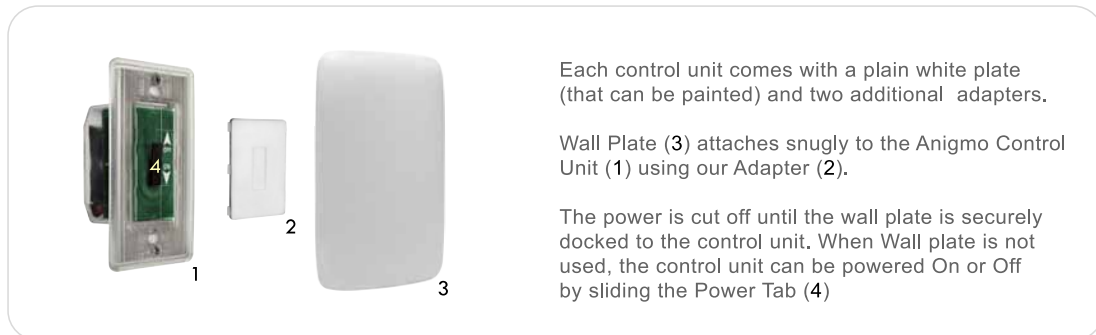 Each control unit comes with a plain white plate
(that can be painted) and two additional adapters.
Wall Plate (3) attaches snugly to the Anigmo Control
Unit (1) using our Adapter (2).
The power is cut off until the wall plate is securely
docked to the control unit. When Wall plate is not
used, the control unit can be powered On or Off
by sliding the Power Tab (4)
4
1
2
3